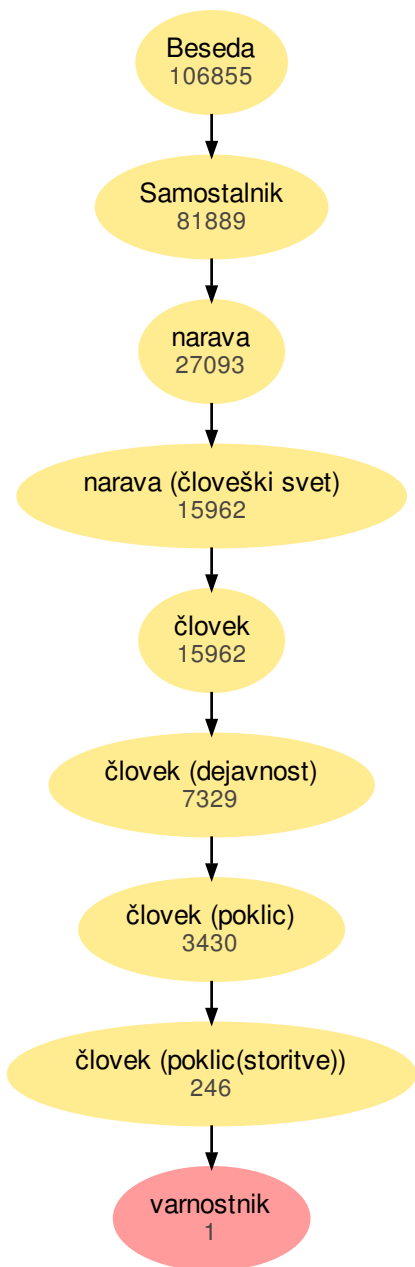 Beseda
106855
Samostalnik
81889
narava
27093
narava (človeški svet)
15962
človek
15962
človek (dejavnost)
7329
človek (poklic)
3430
človek (poklic(storitve))
246
varnostnik
1